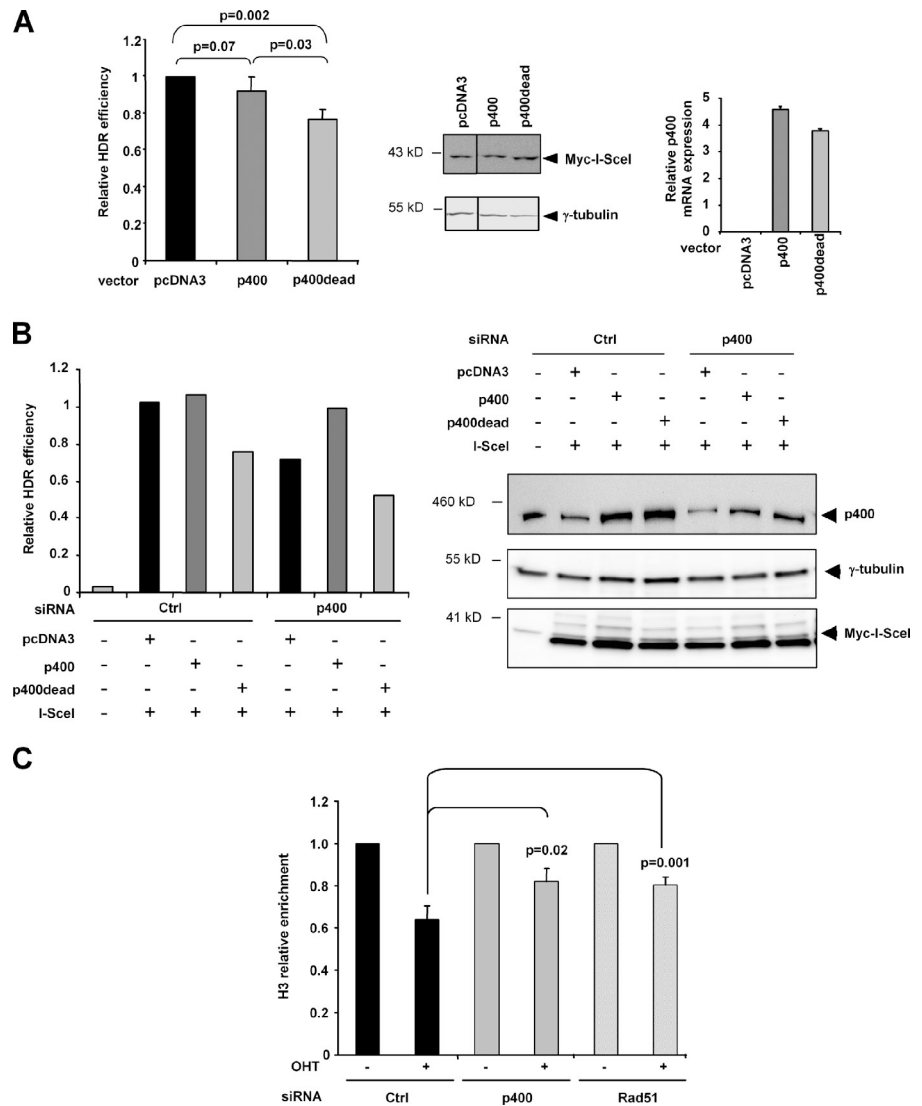 A
p=0.002
p=0.07
p=0.03
Relative HDR efficiency
1.2
1
0.8
0.6
0.4
0.2
0
vector
pcDNA3
p400
p400dead
pcDNA3
p400
p400dead
43 kD
Myc-I-SceI
55 kD
γ-tubulin
Relative p400
mRNA expression
5
4
3
2
1
0
vector
pcDNA3
p400
p400dead
B
Relative HDR efficiency
1.2
1
0.8
0.6
0.4
0.2
0
siRNA
Ctrl
p400
pcDNA3 - + - - + - -
p400 - - + - - + -
p400dead - - - + - - +
I-SceI - + + + + + +
siRNA
Ctrl
p400
pcDNA3 - + - - + - -
p400 - - + - - + -
p400dead - - - + - - +
I-SceI - + + + + + +
460 kD
p400
55 kD
γ-tubulin
41 kD
Myc-I-SceI
C
H3 relative enrichment
1.2
1.0
0.8
0.6
0.4
0.2
0
p=0.02
p=0.001
OHT - + - + - +
siRNA Ctrl p400 Rad51